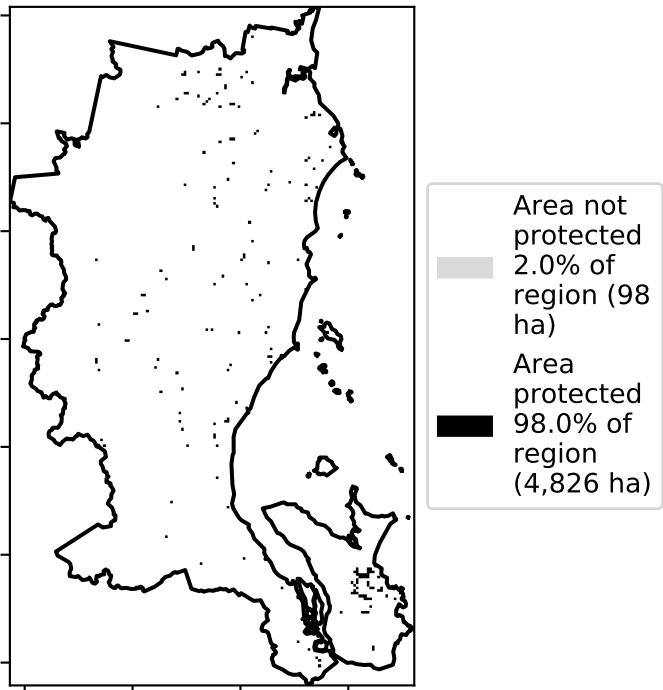 Area not
protected
2.0% of
region (98
ha)
Area
protected
98.0% of
region
(4,826 ha)